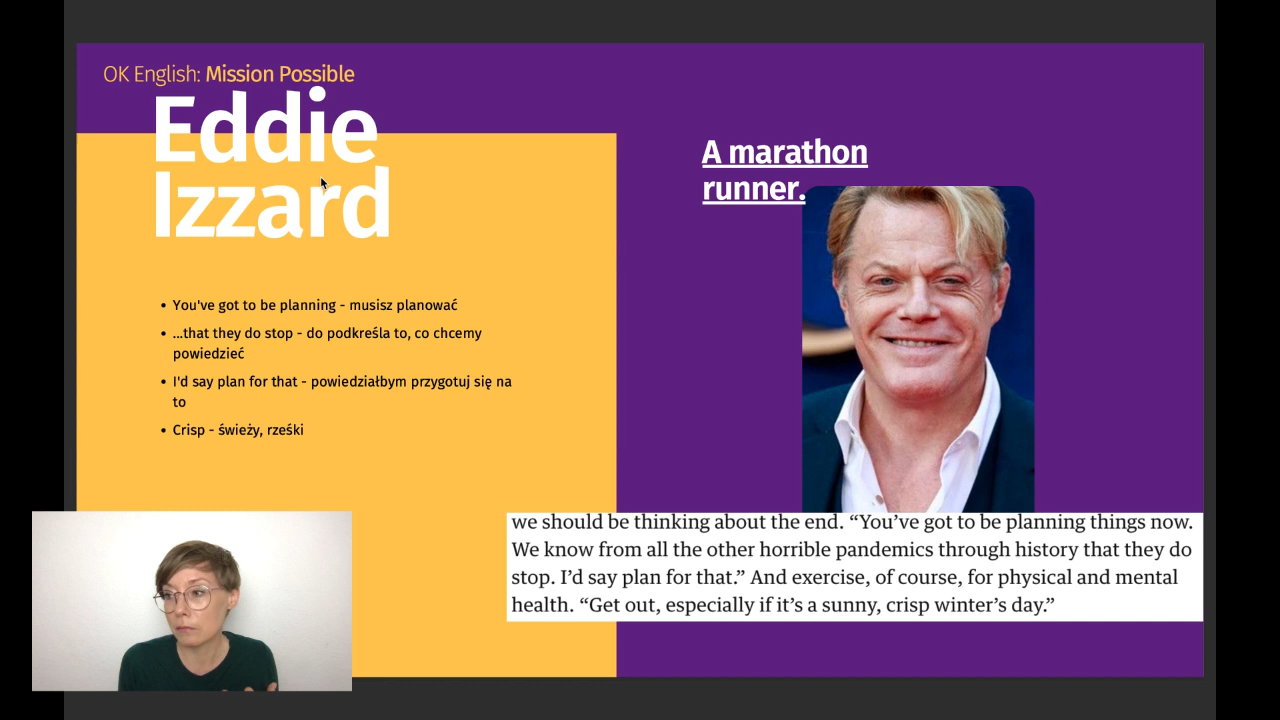 OK English: Mission Possible
Eddie
Izzard
• You've got to be planning - musisz planować
• ...that they do stop - do podkreśla to, co chcemy
powiedzieć
• I'd say plan for that - powiedziałbym przygotuj się na
to
• Crisp - świeży, rześki
A marathon
runner.
we should be thinking about the end. “You’ve got to be planning things now.
We know from all the other horrible pandemics through history that they do
stop. I’d say plan for that.” And exercise, of course, for physical and mental
health. “Get out, especially if it’s a sunny, crisp winter’s day.”